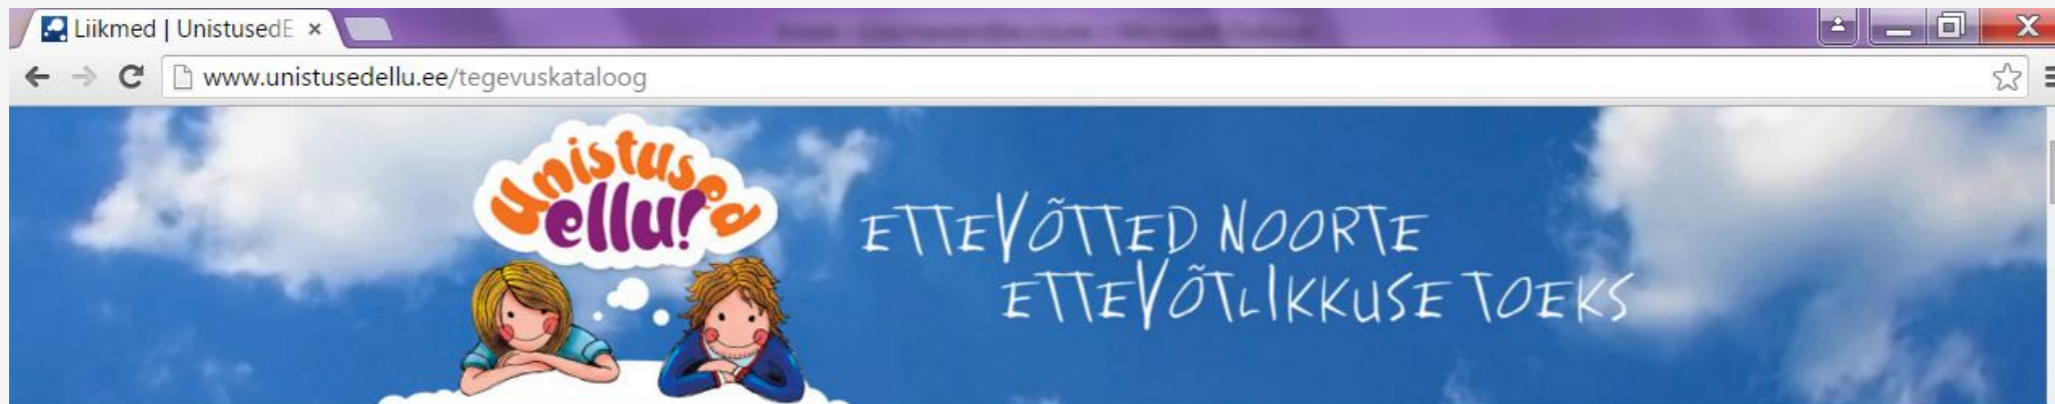 Liikmed | UnistusedE
www.unistusedellu.ee/tegevuskataloog
Unistused
ellu!
ETTEVÕTTED NOORTE
ETTEVÕTLIKKUSE TOEKS